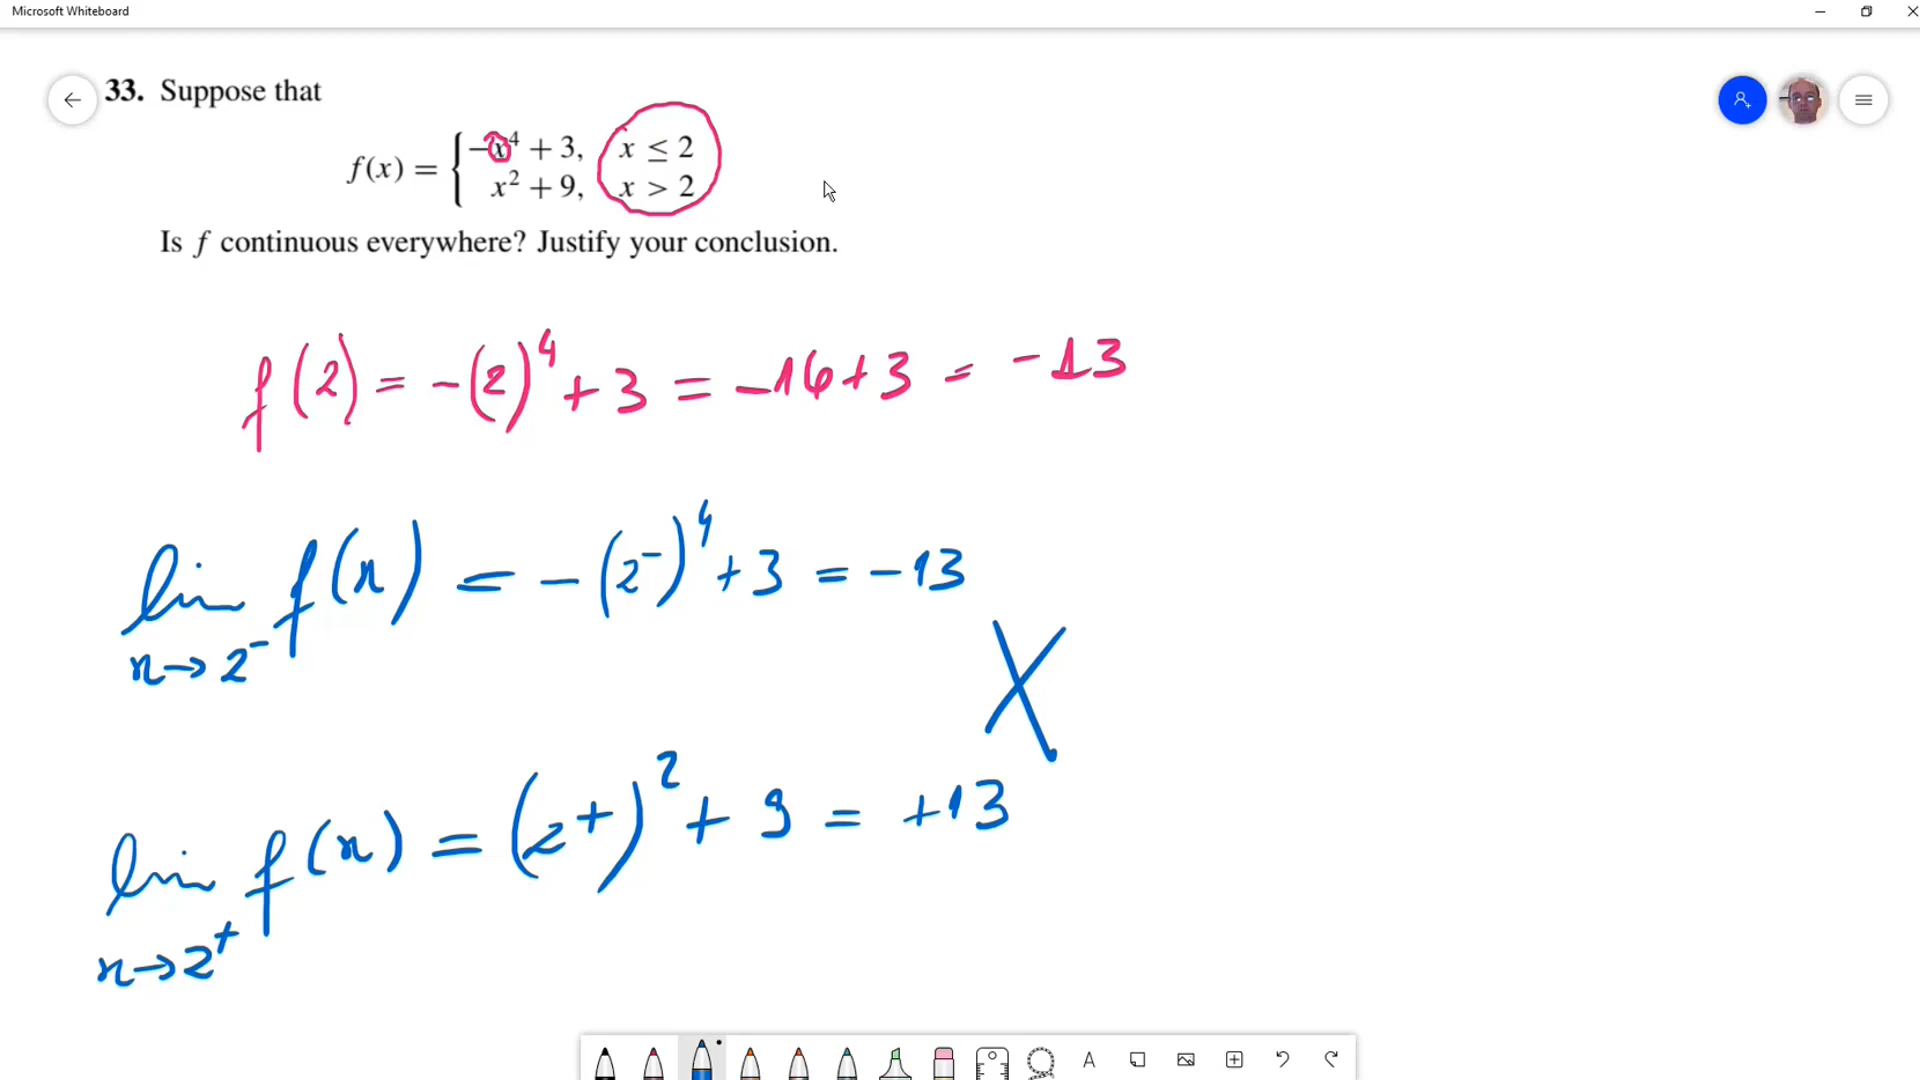 Microsoft Whiteboard
33. Suppose that
f(x) = { -x⁴ + 3, x ≤ 2
x² + 9, x > 2
Is f continuous everywhere? Justify your conclusion.
f(2) = -(2)⁴ + 3 = -16 + 3 = -13
lim f(x) = -(2⁻)⁴ + 3 = -13
x→2⁻
X
lim f(x) = (2+)² + 9 = +13
x→2⁺
A